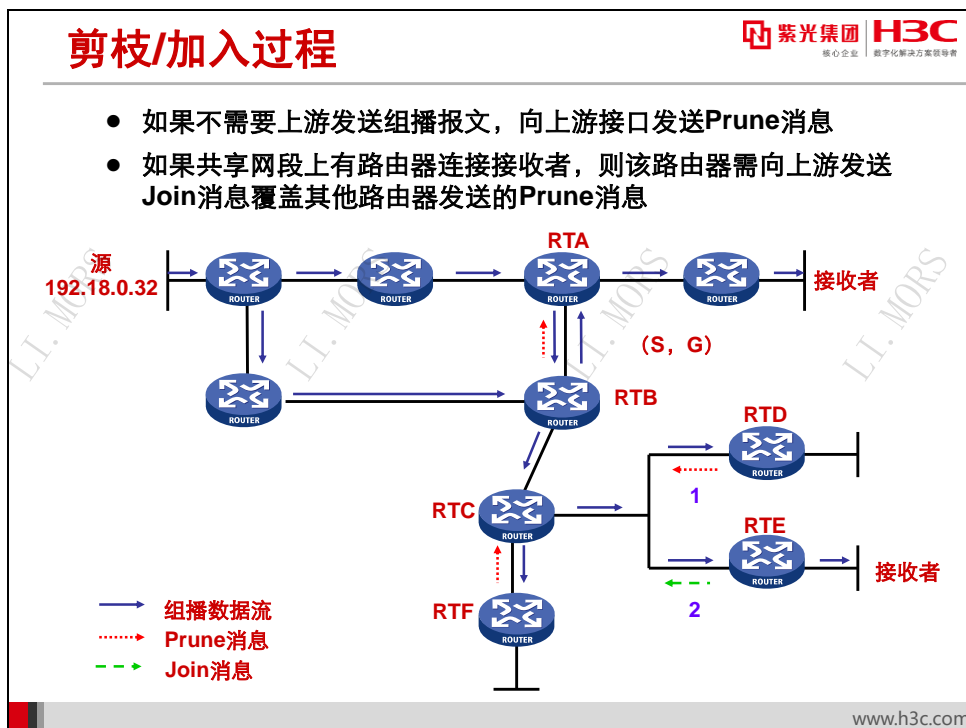 剪枝/加入过程
紫光集团
核心企业
H3C
数字化解决方案领导者
● 如果不需要上游发送组播报文，向上游接口发送Prune消息
● 如果共享网段上有路由器连接接收者，则该路由器需向上游发送
Join消息覆盖其他路由器发送的Prune消息
RTA
源
192.18.0.32
ROUTER
ROUTER
ROUTER
ROUTER
接收者
LI. MORS
LI. MORS
LI. MORS
LI. MORS
（S，G）
ROUTER
ROUTER
RTB
RTD
ROUTER
1
RTC
ROUTER
RTE
ROUTER
接收者
2
RTF
ROUTER
组播数据流
Prune消息
Join消息
www.h3c.com